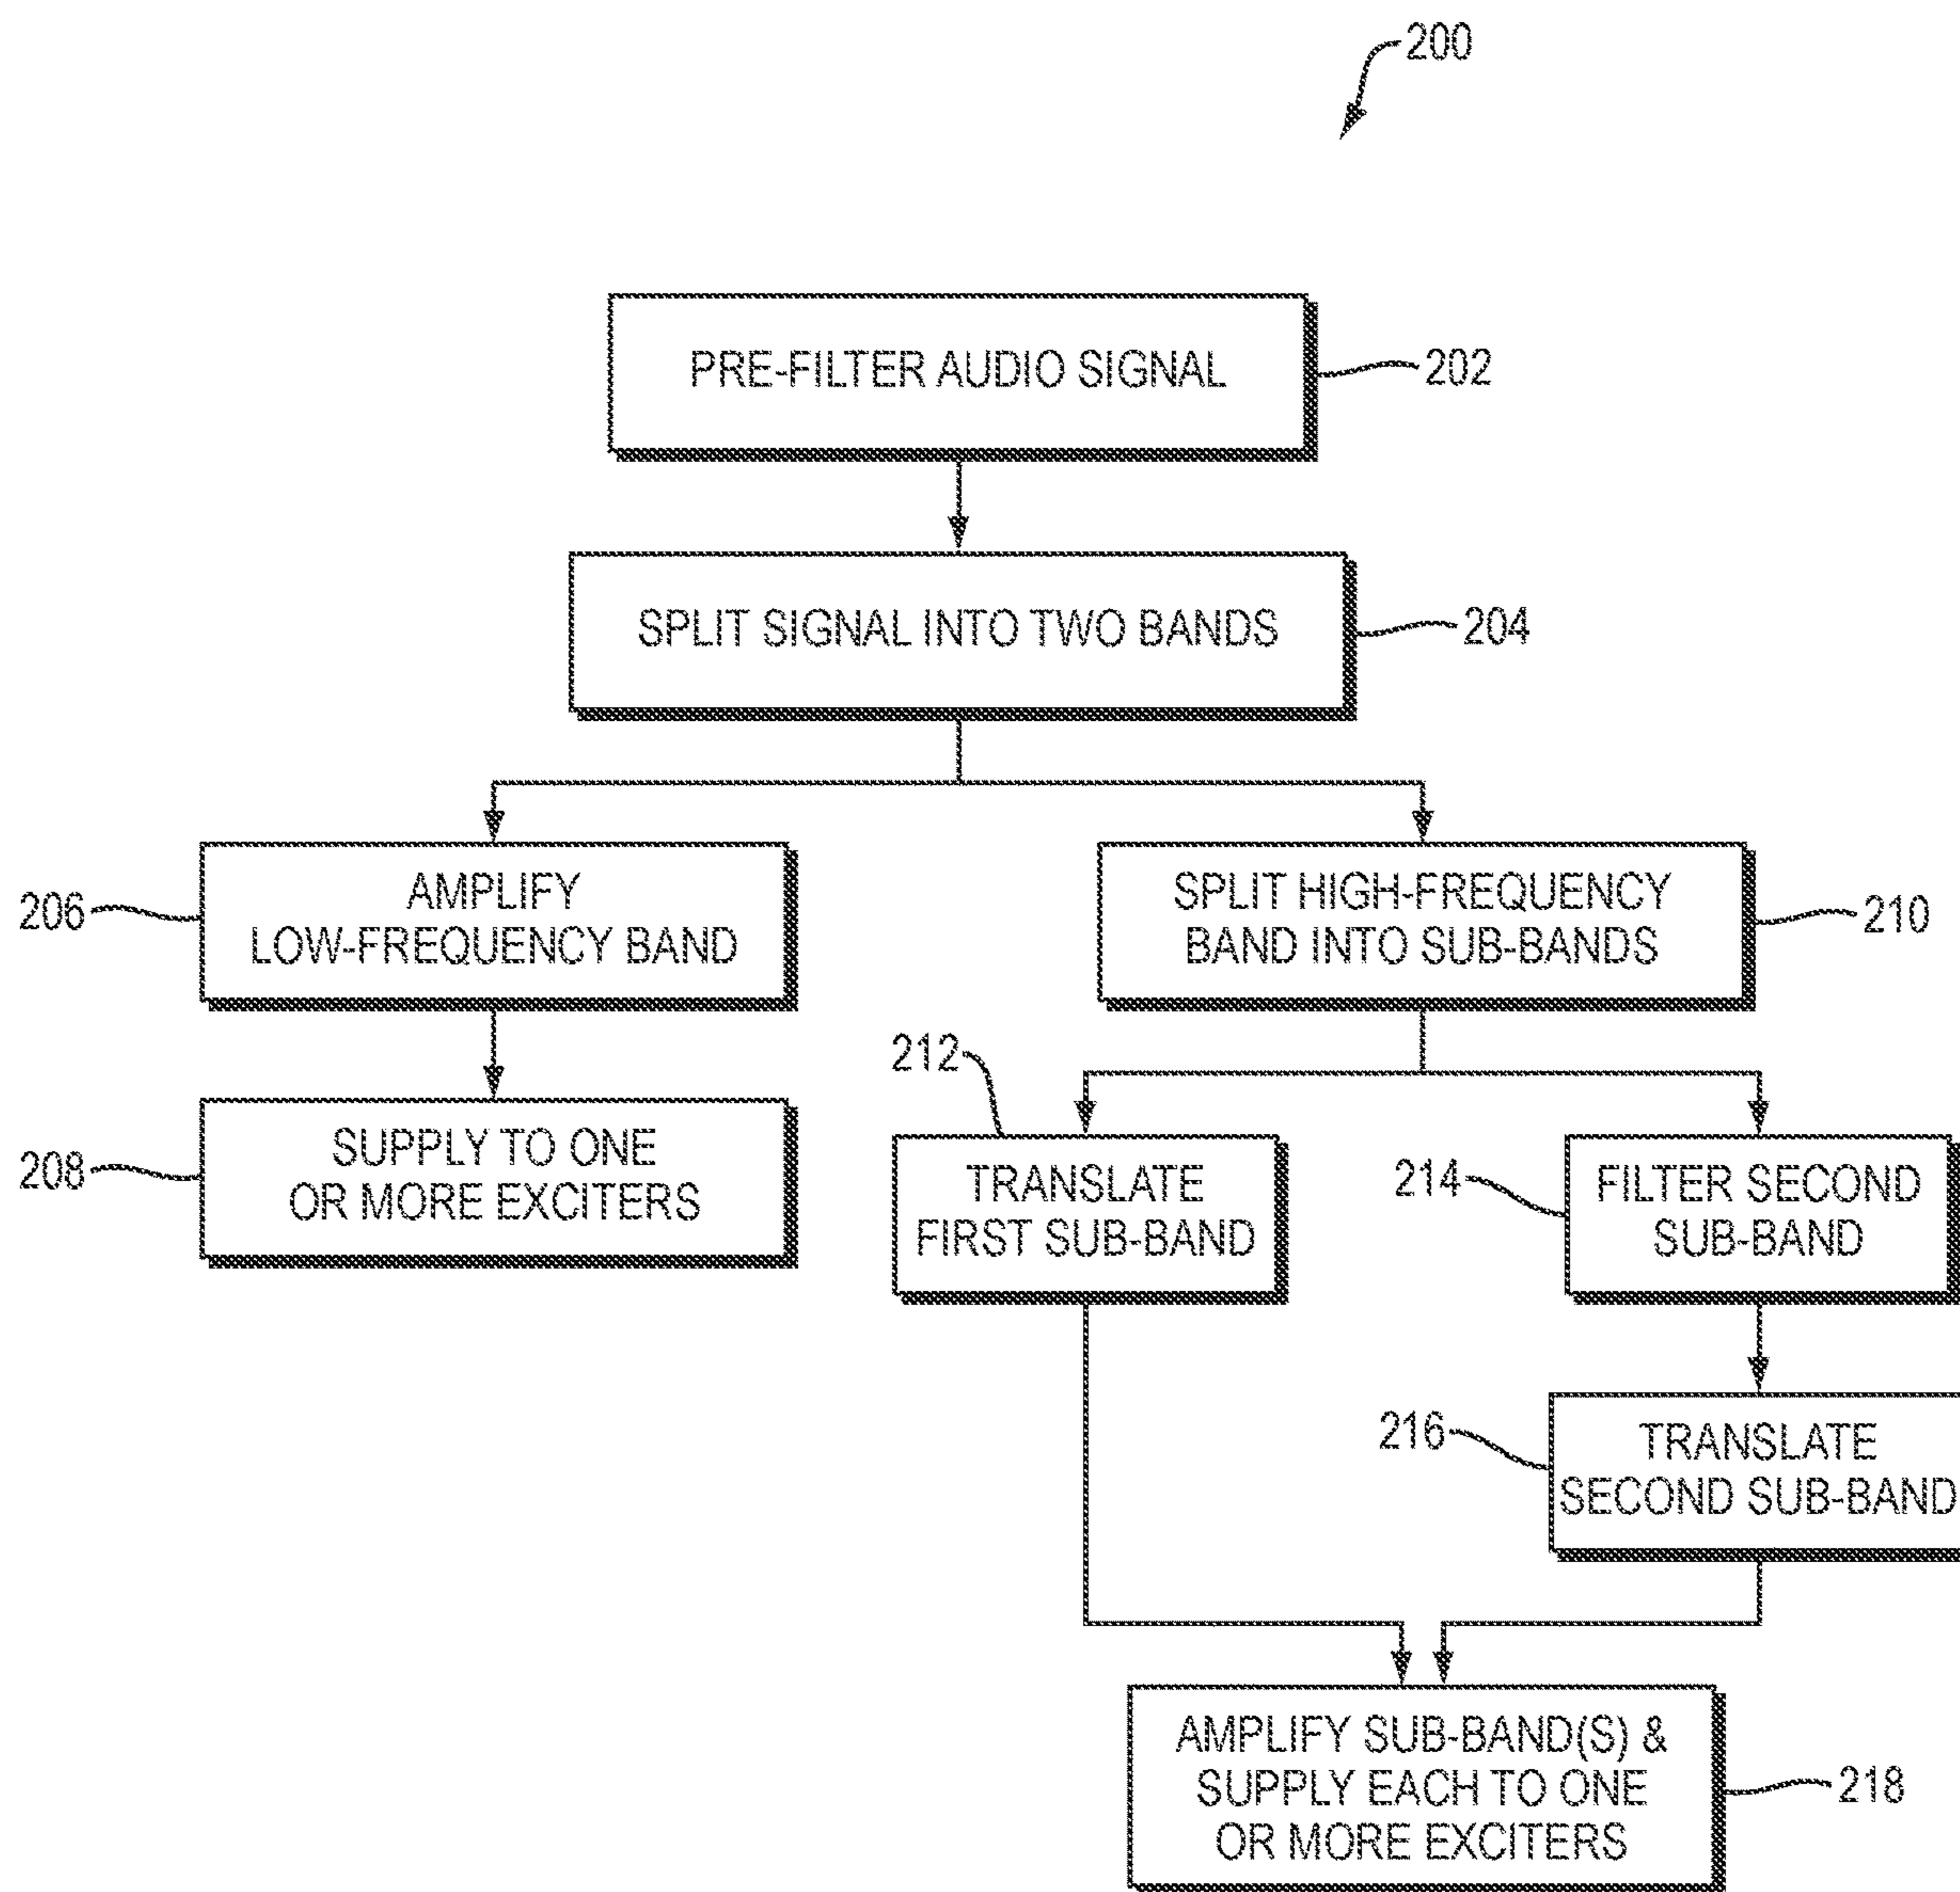 200
PRE-FILTER AUDIO SIGNAL
202
SPLIT SIGNAL INTO TWO BANDS
204
206
AMPLIFY
LOW-FREQUENCY BAND
SPLIT HIGH-FREQUENCY
BAND INTO SUB-BANDS
210
208
SUPPLY TO ONE
OR MORE EXCITERS
212
TRANSLATE
FIRST SUB-BAND
214
FILTER SECOND
SUB-BAND
216
TRANSLATE
SECOND SUB-BAND
AMPLIFY SUB-BAND(S) &
SUPPLY EACH TO ONE
OR MORE EXCITERS
218